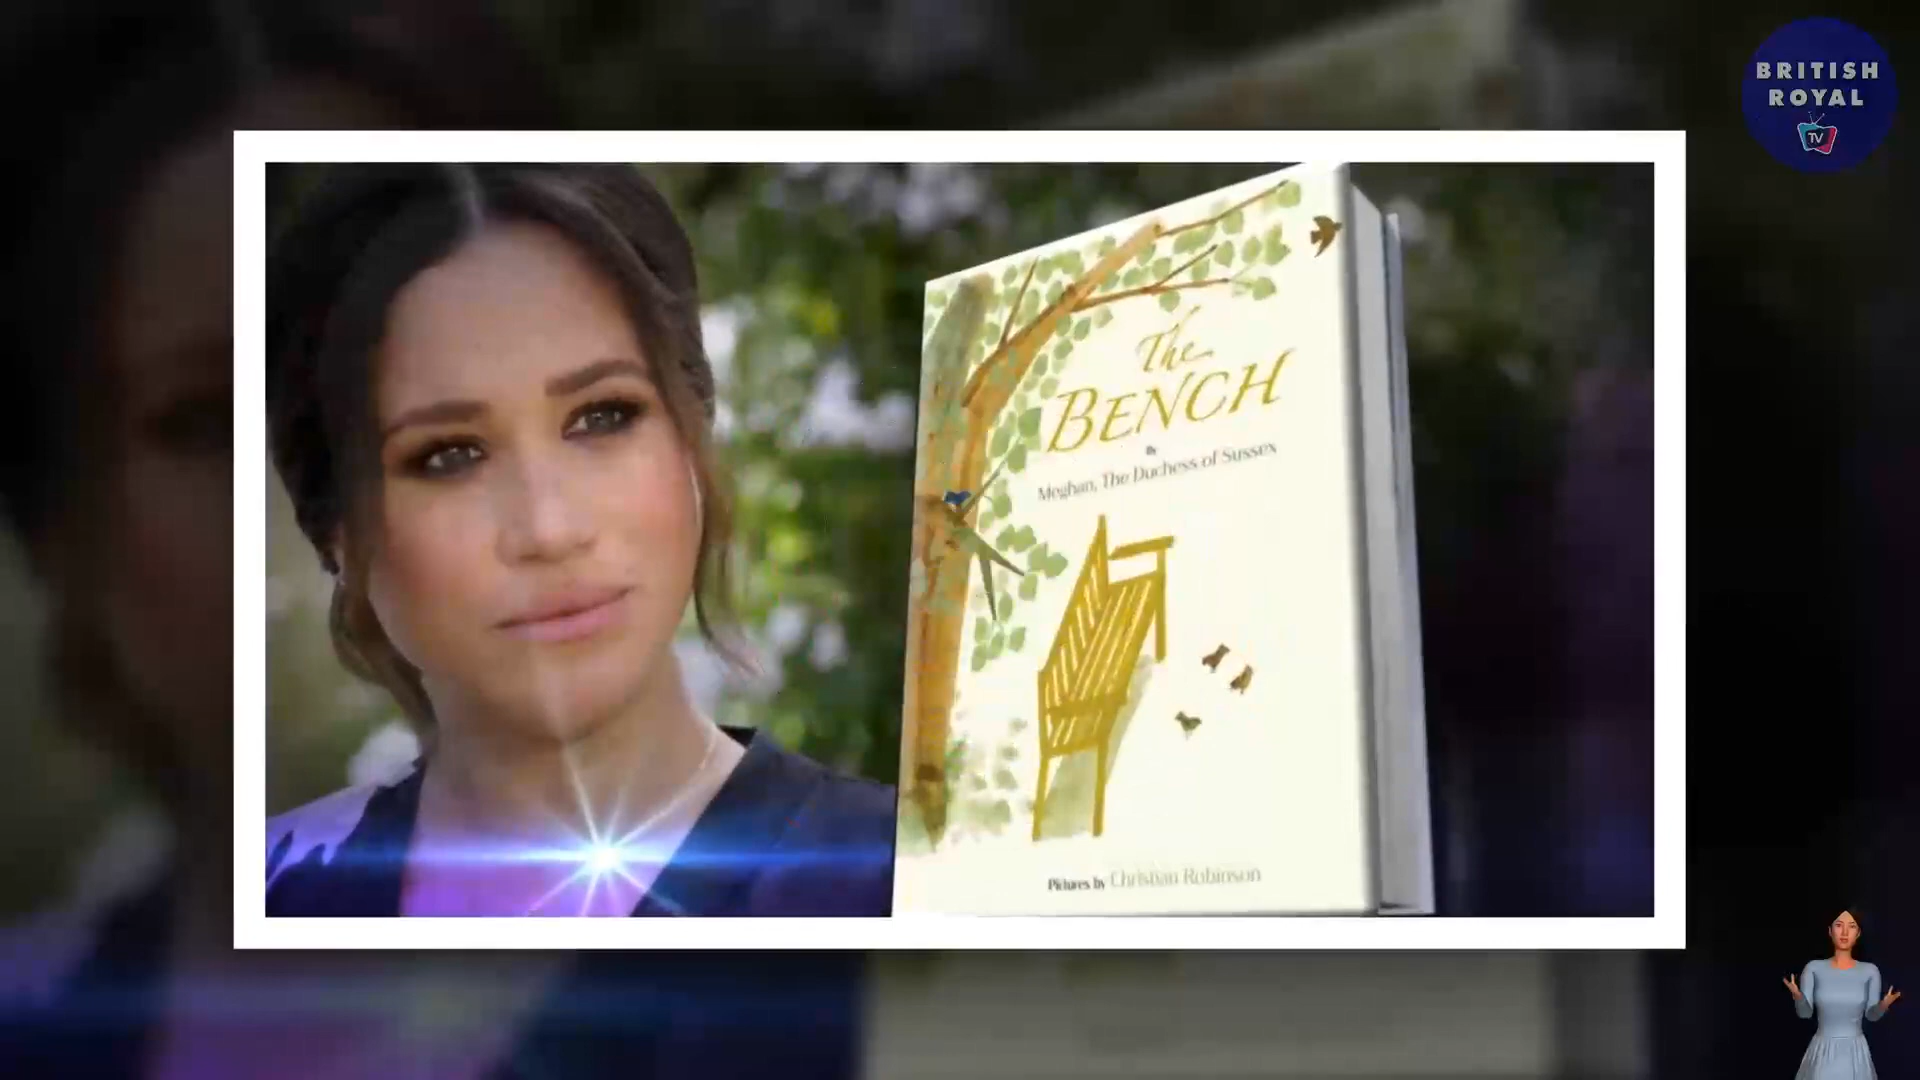 BRITISH
ROYAL
TV
The
BENCH
By
Meghan, The Duchess of Sussex
Pictures by Christian Robinson